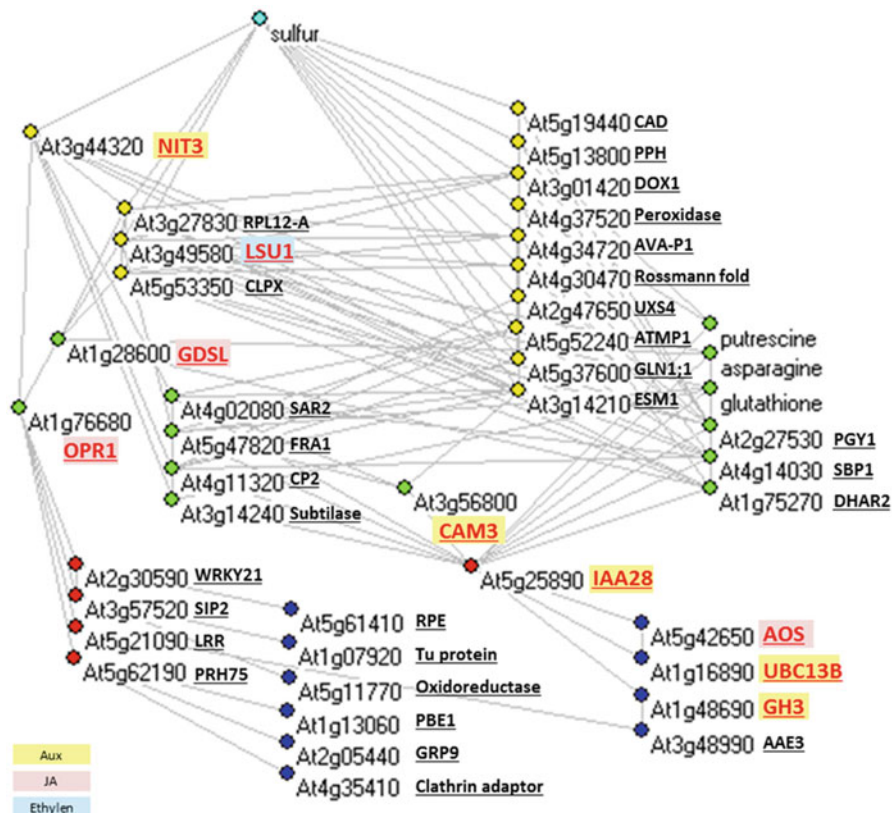 sulfur
At3g44320 NIT3
At3g27830 RPL12-A
At3g49580 LSU1
At5g53350 CLPX
At1g28600 GDSL
At1g76680
OPR1
At4g02080 SAR2
At5g47820 FRA1
At4g11320 CP2
At3g14240 Subtilase
At5g19440 CAD
At5g13800 PPH
At3g01420 DOX1
At4g37520 Peroxidase
At4g34720 AVA-P1
At4g30470 Rossmann fold
At2g47650 UXS4
At5g52240 ATMP1
At5g37600 GLN1;1
At3g14210 ESM1
putrescine
asparagine
glutathione
At2g27530 PGY1
At4g14030 SBP1
At1g75270 DHAR2
At3g56800
CAM3
At5g25890 IAA28
At2g30590 WRKY21
At3g57520 SIP2
At5g21090 LRR
At5g62190 PRH75
At5g61410 RPE
At1g07920 Tu protein
At5g11770 Oxidoreductase
At1g13060 PBE1
At2g05440 GRP9
At4g35410 Clathrin adaptor
At5g42650 AOS
At1g16890 UBC13B
At1g48690 GH3
At3g48990 AAE3
Aux
JA
Ethylen